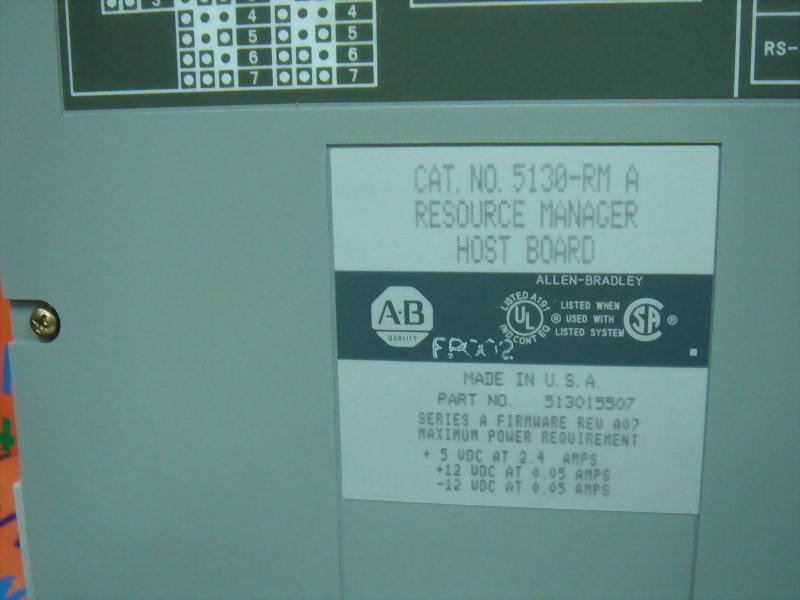 3
4 4
5 5
6 6
7 7
RS-
CAT. NO. 5130-RM A
RESOURCE MANAGER
HOST BOARD
ALLEN-BRADLEY
A·B
QUALITY
LISTED A191
UL
IND CONT EQ
®
LISTED WHEN
USED WITH
LISTED SYSTEM
SA ®
FP002
MADE IN U.S.A.
PART NO. 513015507
SERIES A FIRMWARE REV A07
MAXIMUM POWER REQUIREMENT
+ 5 VDC AT 2.4 AMPS
+12 VDC AT 0.05 AMPS
-12 VDC AT 0.05 AMPS